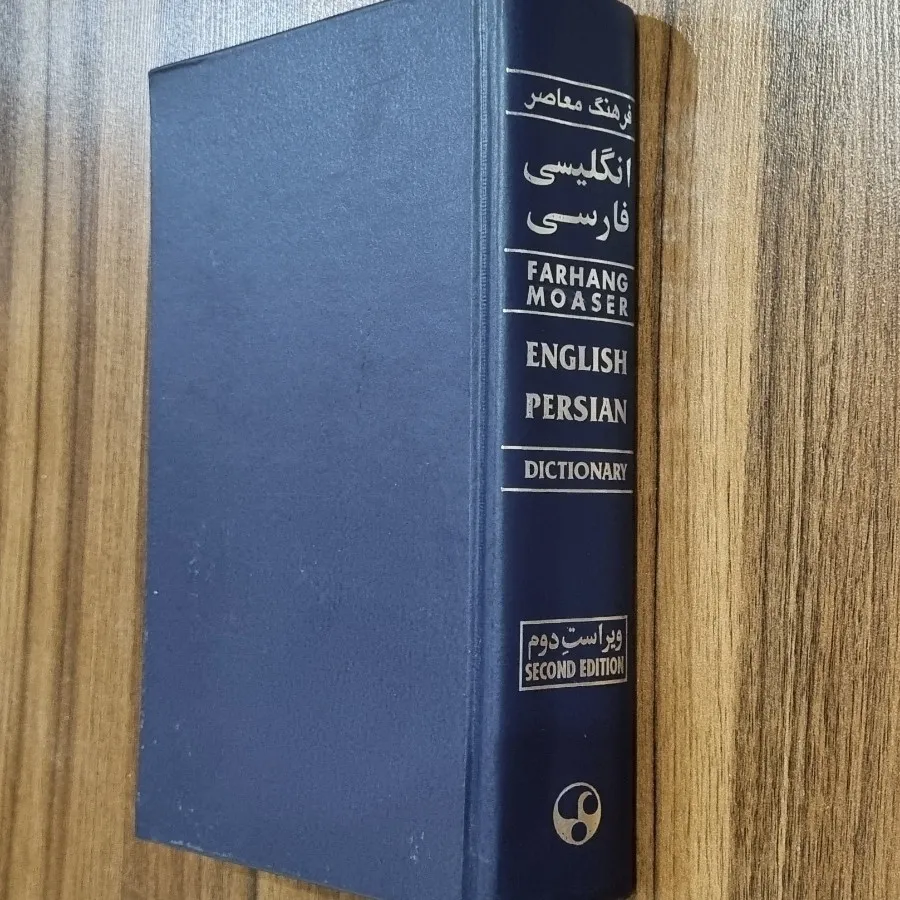 فرهنگ معاصر
انگلیسی
فارسی
FARHANG
MOASER
ENGLISH
PERSIAN
DICTIONARY
ویراستِ دوم
SECOND EDITION